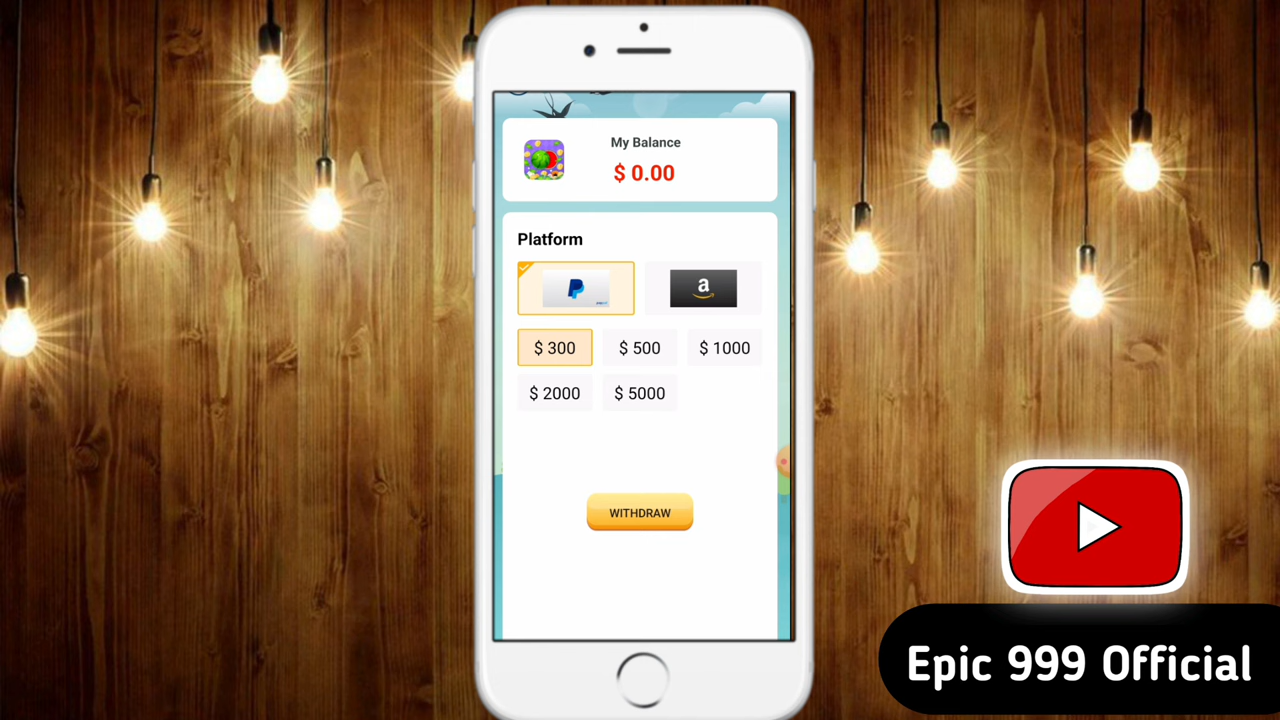 My Balance
$ 0.00
Platform
a
$ 300
$ 500
$ 1000
$ 2000
$ 5000
WITHDRAW
Epic 999 Official